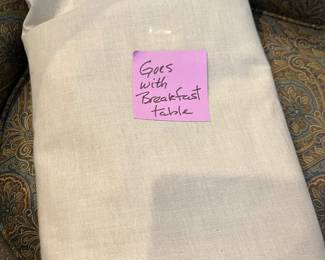 Goes
with
Breakfast
table